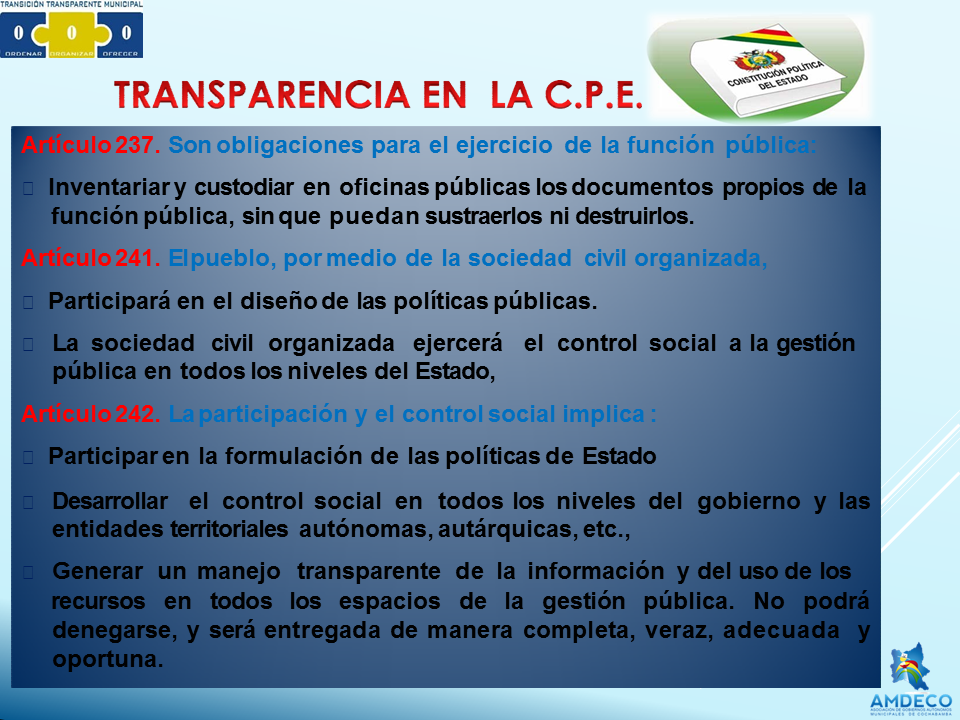 TRANSICIÓN TRANSPARENTE MUNICIPAL
0 0 0
ORDENAR ORGANIZAR OFRECER
CONSTITUCIÓN POLÍTICA
DEL ESTADO
TRANSPARENCIA EN LA C.P.E.
Artículo 237. Son obligaciones para el ejercicio de la función pública:
Inventariar y custodiar en oficinas públicas los documentos propios de la
función pública, sin que puedan sustraerlos ni destruirlos.
Artículo 241. Elpueblo, por medio de la sociedad civil organizada,
Participará en el diseño de las políticas públicas.
La sociedad civil organizada ejercerá el control social a la gestión
pública en todos los niveles del Estado,
Artículo 242. La participación y el control social implica :
Participar en la formulación de las políticas de Estado
Desarrollar el control social en todos los niveles del gobierno y las
entidades territoriales autónomas, autárquicas, etc.,
Generar un manejo transparente de la información y del uso de los
recursos en todos los espacios de la gestión pública. No podrá
denegarse, y será entregada de manera completa, veraz, adecuada y
oportuna.
AMDECO
ASOCIACIÓN DE GOBIERNOS AUTÓNOMOS
MUNICIPALES DE COCHABAMBA